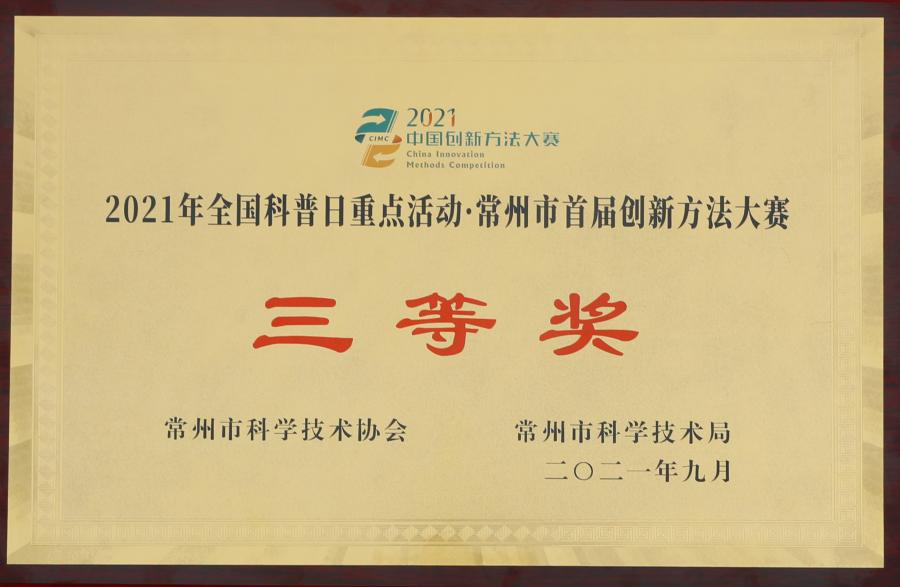 2021
CIMC
中国创新方法大赛
China Innovation
Methods Competition
2021年全国科普日重点活动·常州市首届创新方法大赛
三等奖
常州市科学技术协会
常州市科学技术局
二〇二一年九月